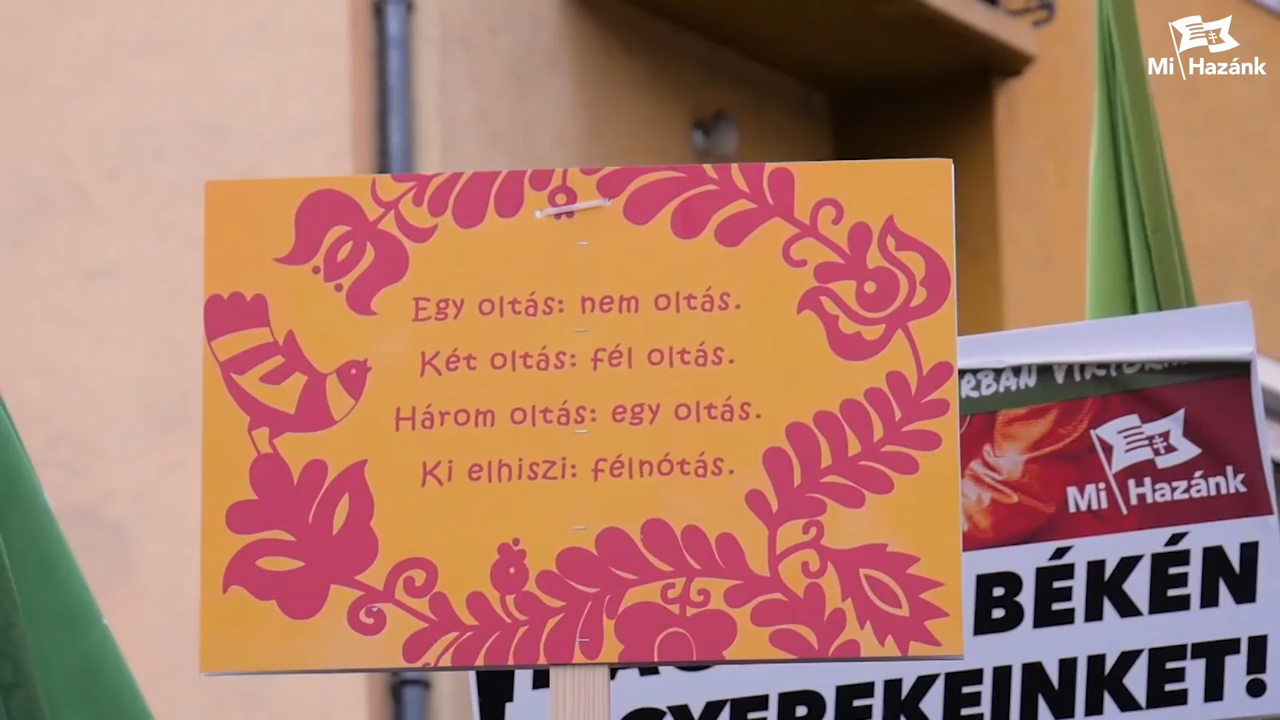 Mi Hazánk
Egy oltás: nem oltás.
Két oltás: fél oltás.
Három oltás: egy oltás.
Ki elhiszi: félnótás.
Mi Hazánk
BÉKÉN
GYEREKEINKET!